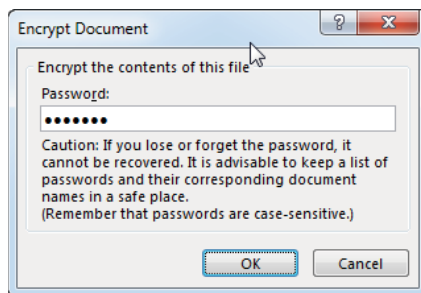 Encrypt Document
Encrypt the contents of this file
Password:
•••••••
Caution: If you lose or forget the password, it
cannot be recovered. It is advisable to keep a list of
passwords and their corresponding document
names in a safe place.
(Remember that passwords are case-sensitive.)
OK Cancel